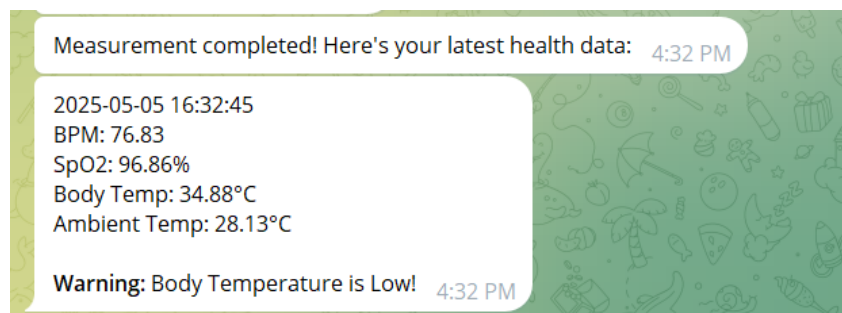 Measurement completed! Here's your latest health data:
4:32 PM
2025-05-05 16:32:45
BPM: 76.83
SpO2: 96.86%
Body Temp: 34.88°C
Ambient Temp: 28.13°C
Warning: Body Temperature is Low!
4:32 PM